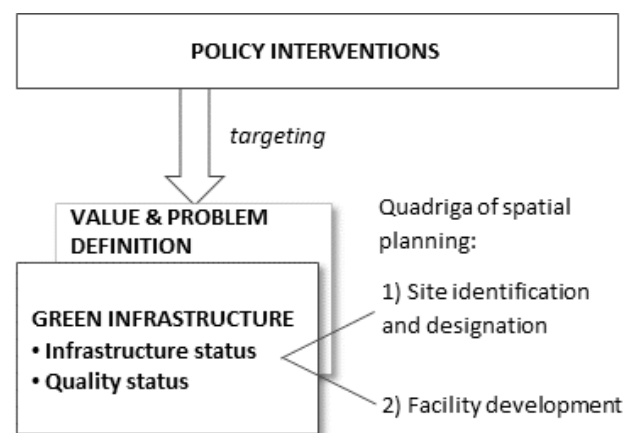 POLICY INTERVENTIONS
targeting
VALUE & PROBLEM
DEFINITION
GREEN INFRASTRUCTURE
• Infrastructure status
• Quality status
Quadriga of spatial
planning:
1) Site identification
and designation
2) Facility development